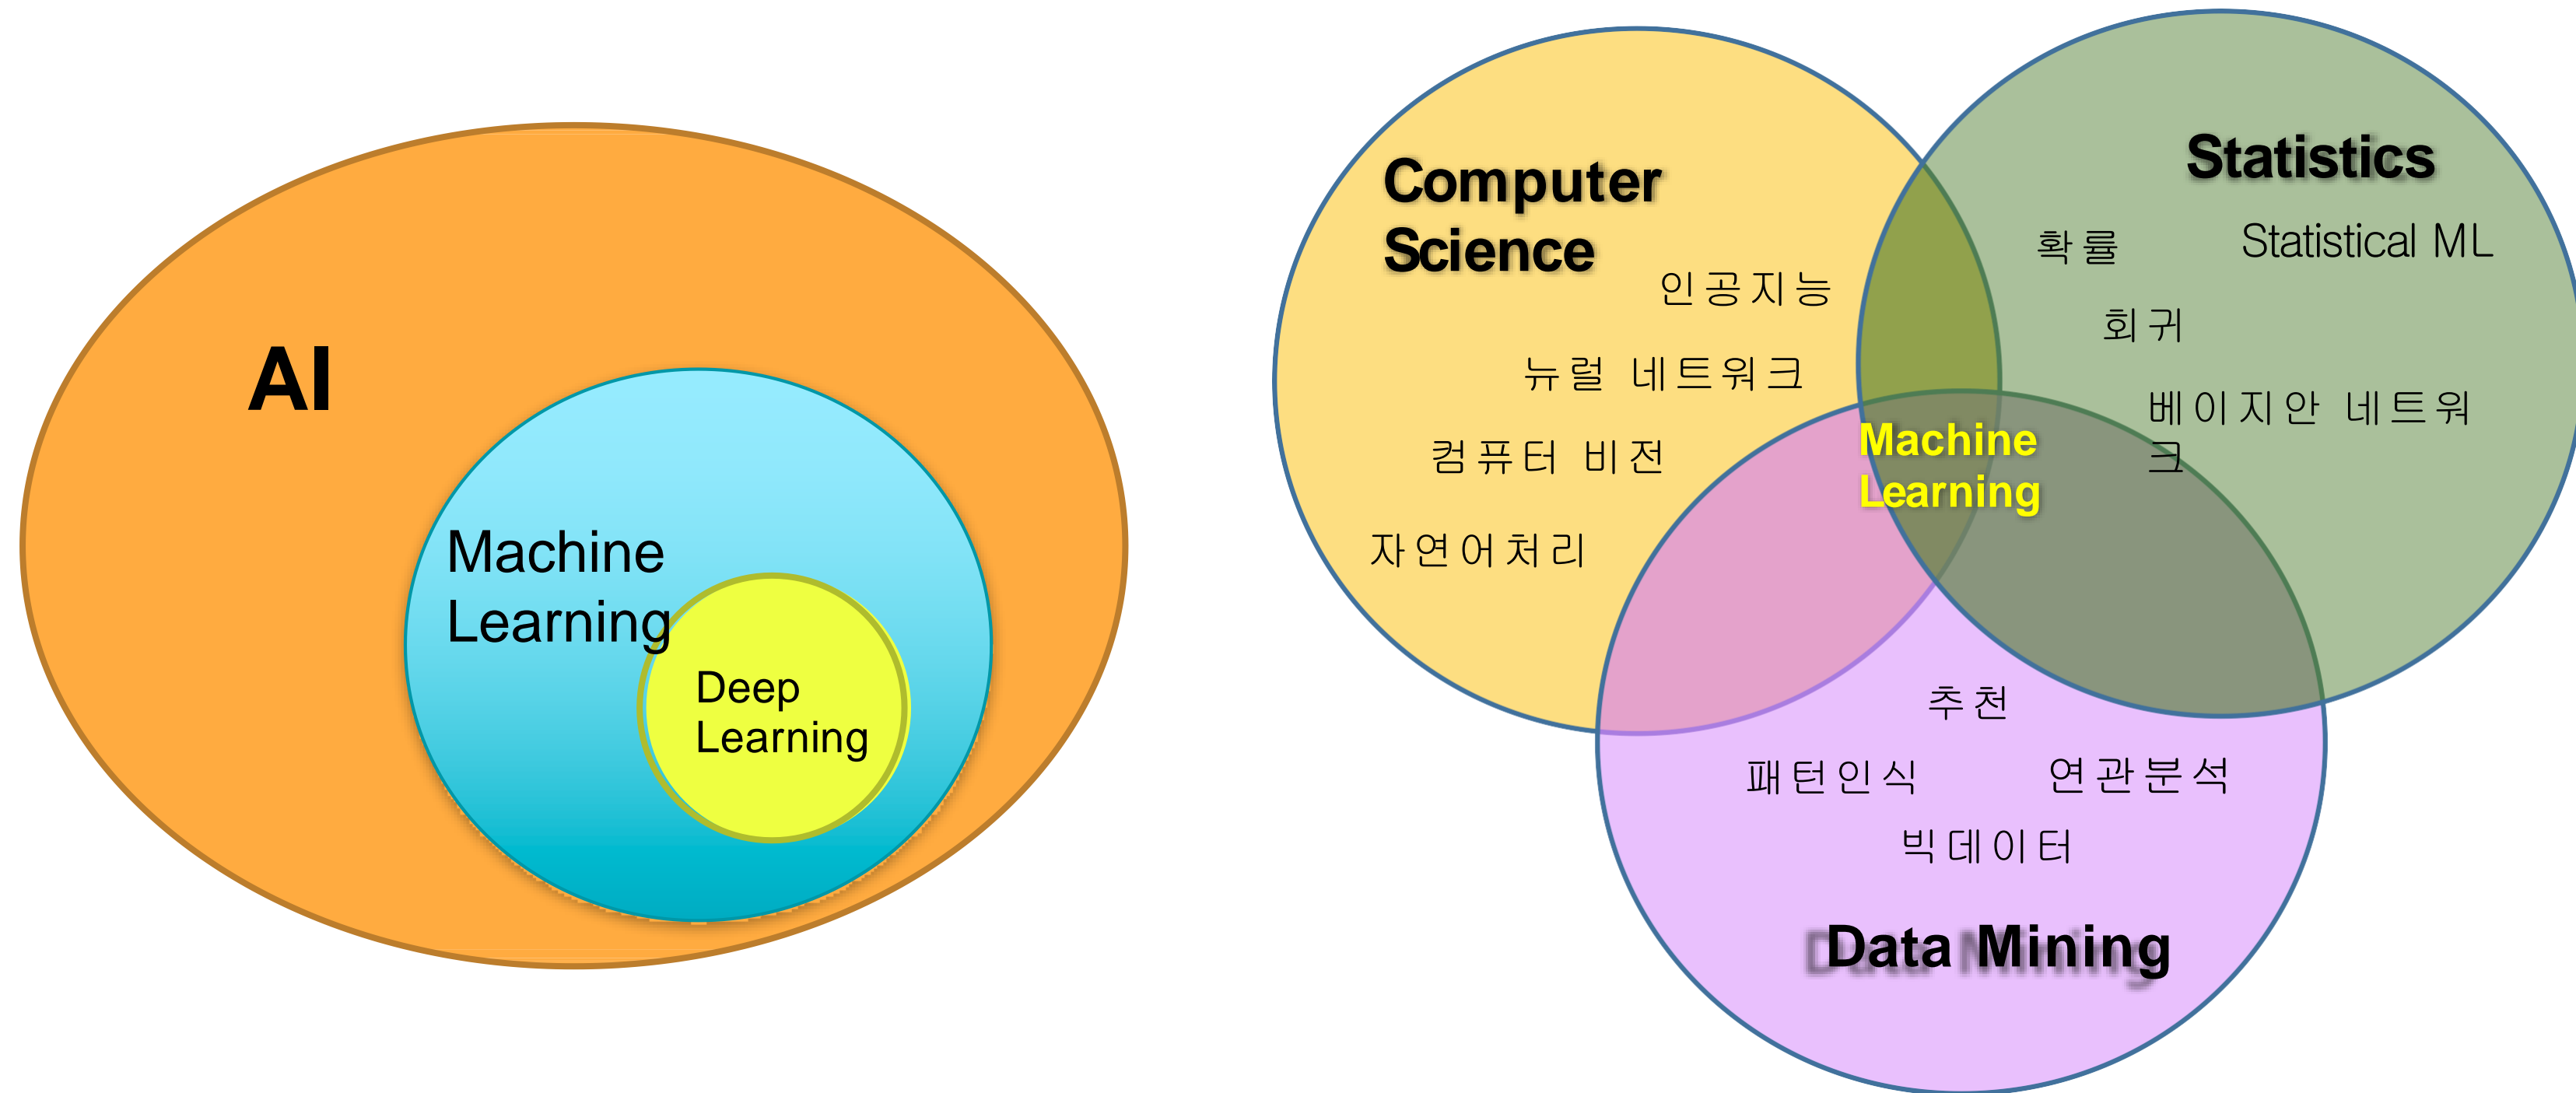 AI
Machine
Learning
Deep
Learning
Computer
Science
인공지능
뉴럴 네트워크
컴퓨터 비전
자연어처리
Statistics
확률
Statistical ML
회귀
베이지안 네트워
크
Machine
Learning
추천
패턴인식
연관분석
빅데이터
Data Mining